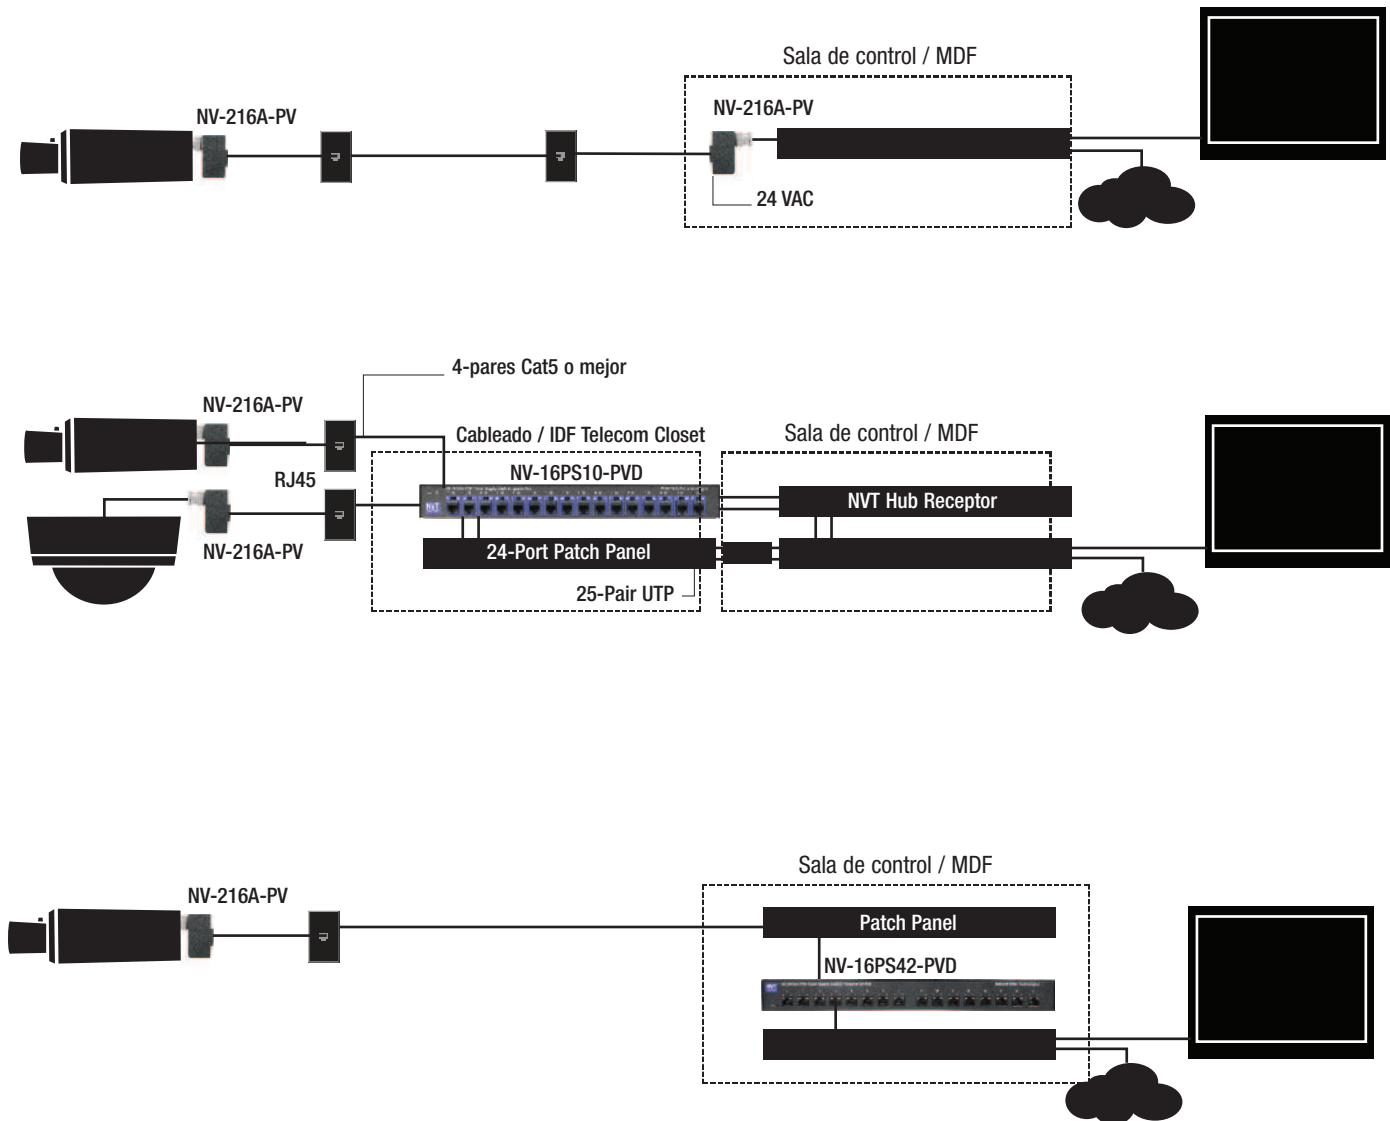 Sala de control / MDF
NV-216A-PV
NV-216A-PV
24 VAC
4-pares Cat5 o mejor
NV-216A-PV
Cableado / IDF Telecom Closet
Sala de control / MDF
RJ45
NV-16PS10-PVD
NVT
NVT Hub Receptor
NV-216A-PV
24-Port Patch Panel
25-Pair UTP
Sala de control / MDF
NV-216A-PV
Patch Panel
NV-16PS42-PVD
NVT